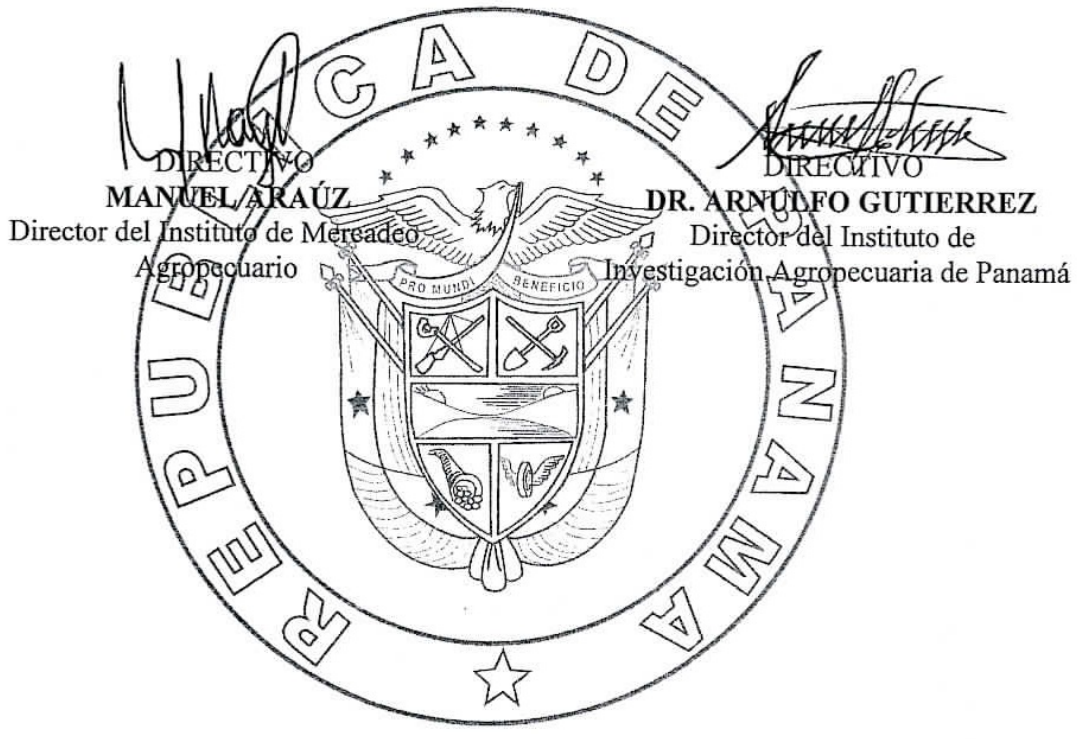 DIRECTIVO
MANUEL ARAÚZ
Director del Instituto de Mercadeo
Agropecuario
DIRECTIVO
DR. ARNULFO GUTIERREZ
Director del Instituto de
Investigación Agropecuaria de Panamá
REPUBLICA DE PANAMA
PRO MUNDI BENEFICIO